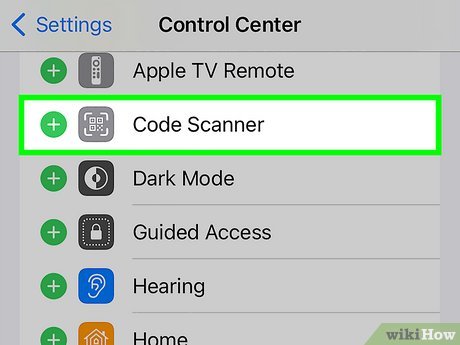 Settings
Control Center
Apple TV Remote
Code Scanner
Dark Mode
Guided Access
Hearing
Home
wikiHow